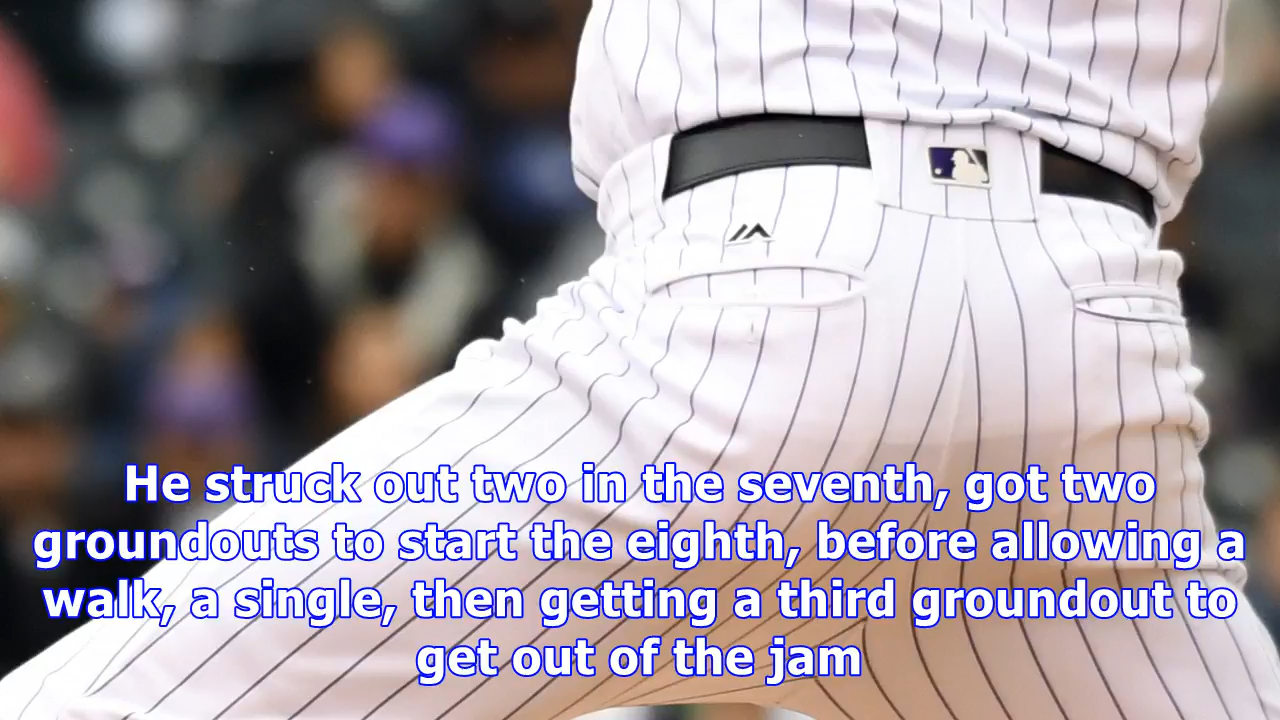 He struck out two in the seventh, got two
groundouts to start the eighth, before allowing a
walk, a single, then getting a third groundout to
get out of the jam